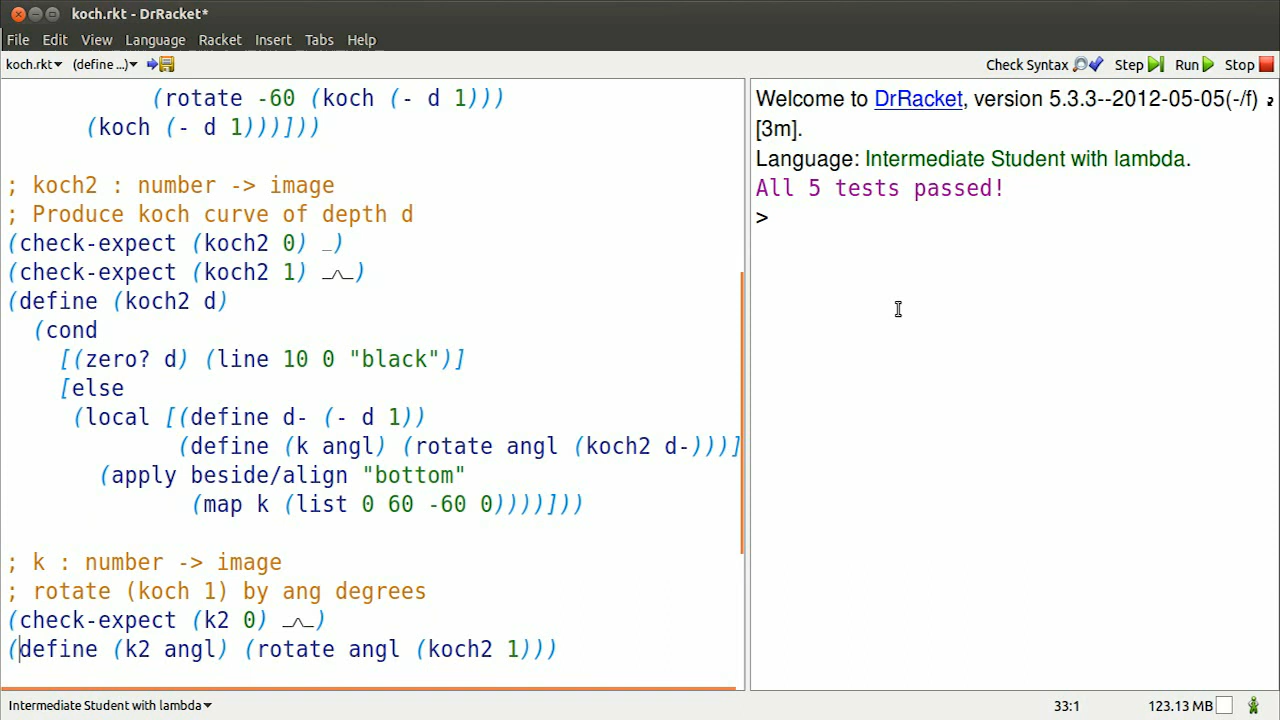 koch.rkt - DrRacket*
File Edit View Language Racket Insert Tabs Help
koch.rkt (define ...) Check Syntax Step Run Stop
(rotate -60 (koch (- d 1)))
(koch (- d 1)))]))
; koch2 : number -> image
; Produce koch curve of depth d
(check-expect (koch2 0) )
(check-expect (koch2 1) )
(define (koch2 d)
(cond
[(zero? d) (line 10 0 "black")]
[else
(local [(define d- (- d 1))
(define (k angl) (rotate angl (koch2 d-)))]
(apply beside/align "bottom"
(map k (list 0 60 -60 0))))]))
; k : number -> image
; rotate (koch 1) by ang degrees
(check-expect (k2 0) )
(define (k2 angl) (rotate angl (koch2 1)))
Welcome to DrRacket, version 5.3.3--2012-05-05(-/f)
[3m].
Language: Intermediate Student with lambda.
All 5 tests passed!
>
Intermediate Student with lambda 33:1 123.13 MB